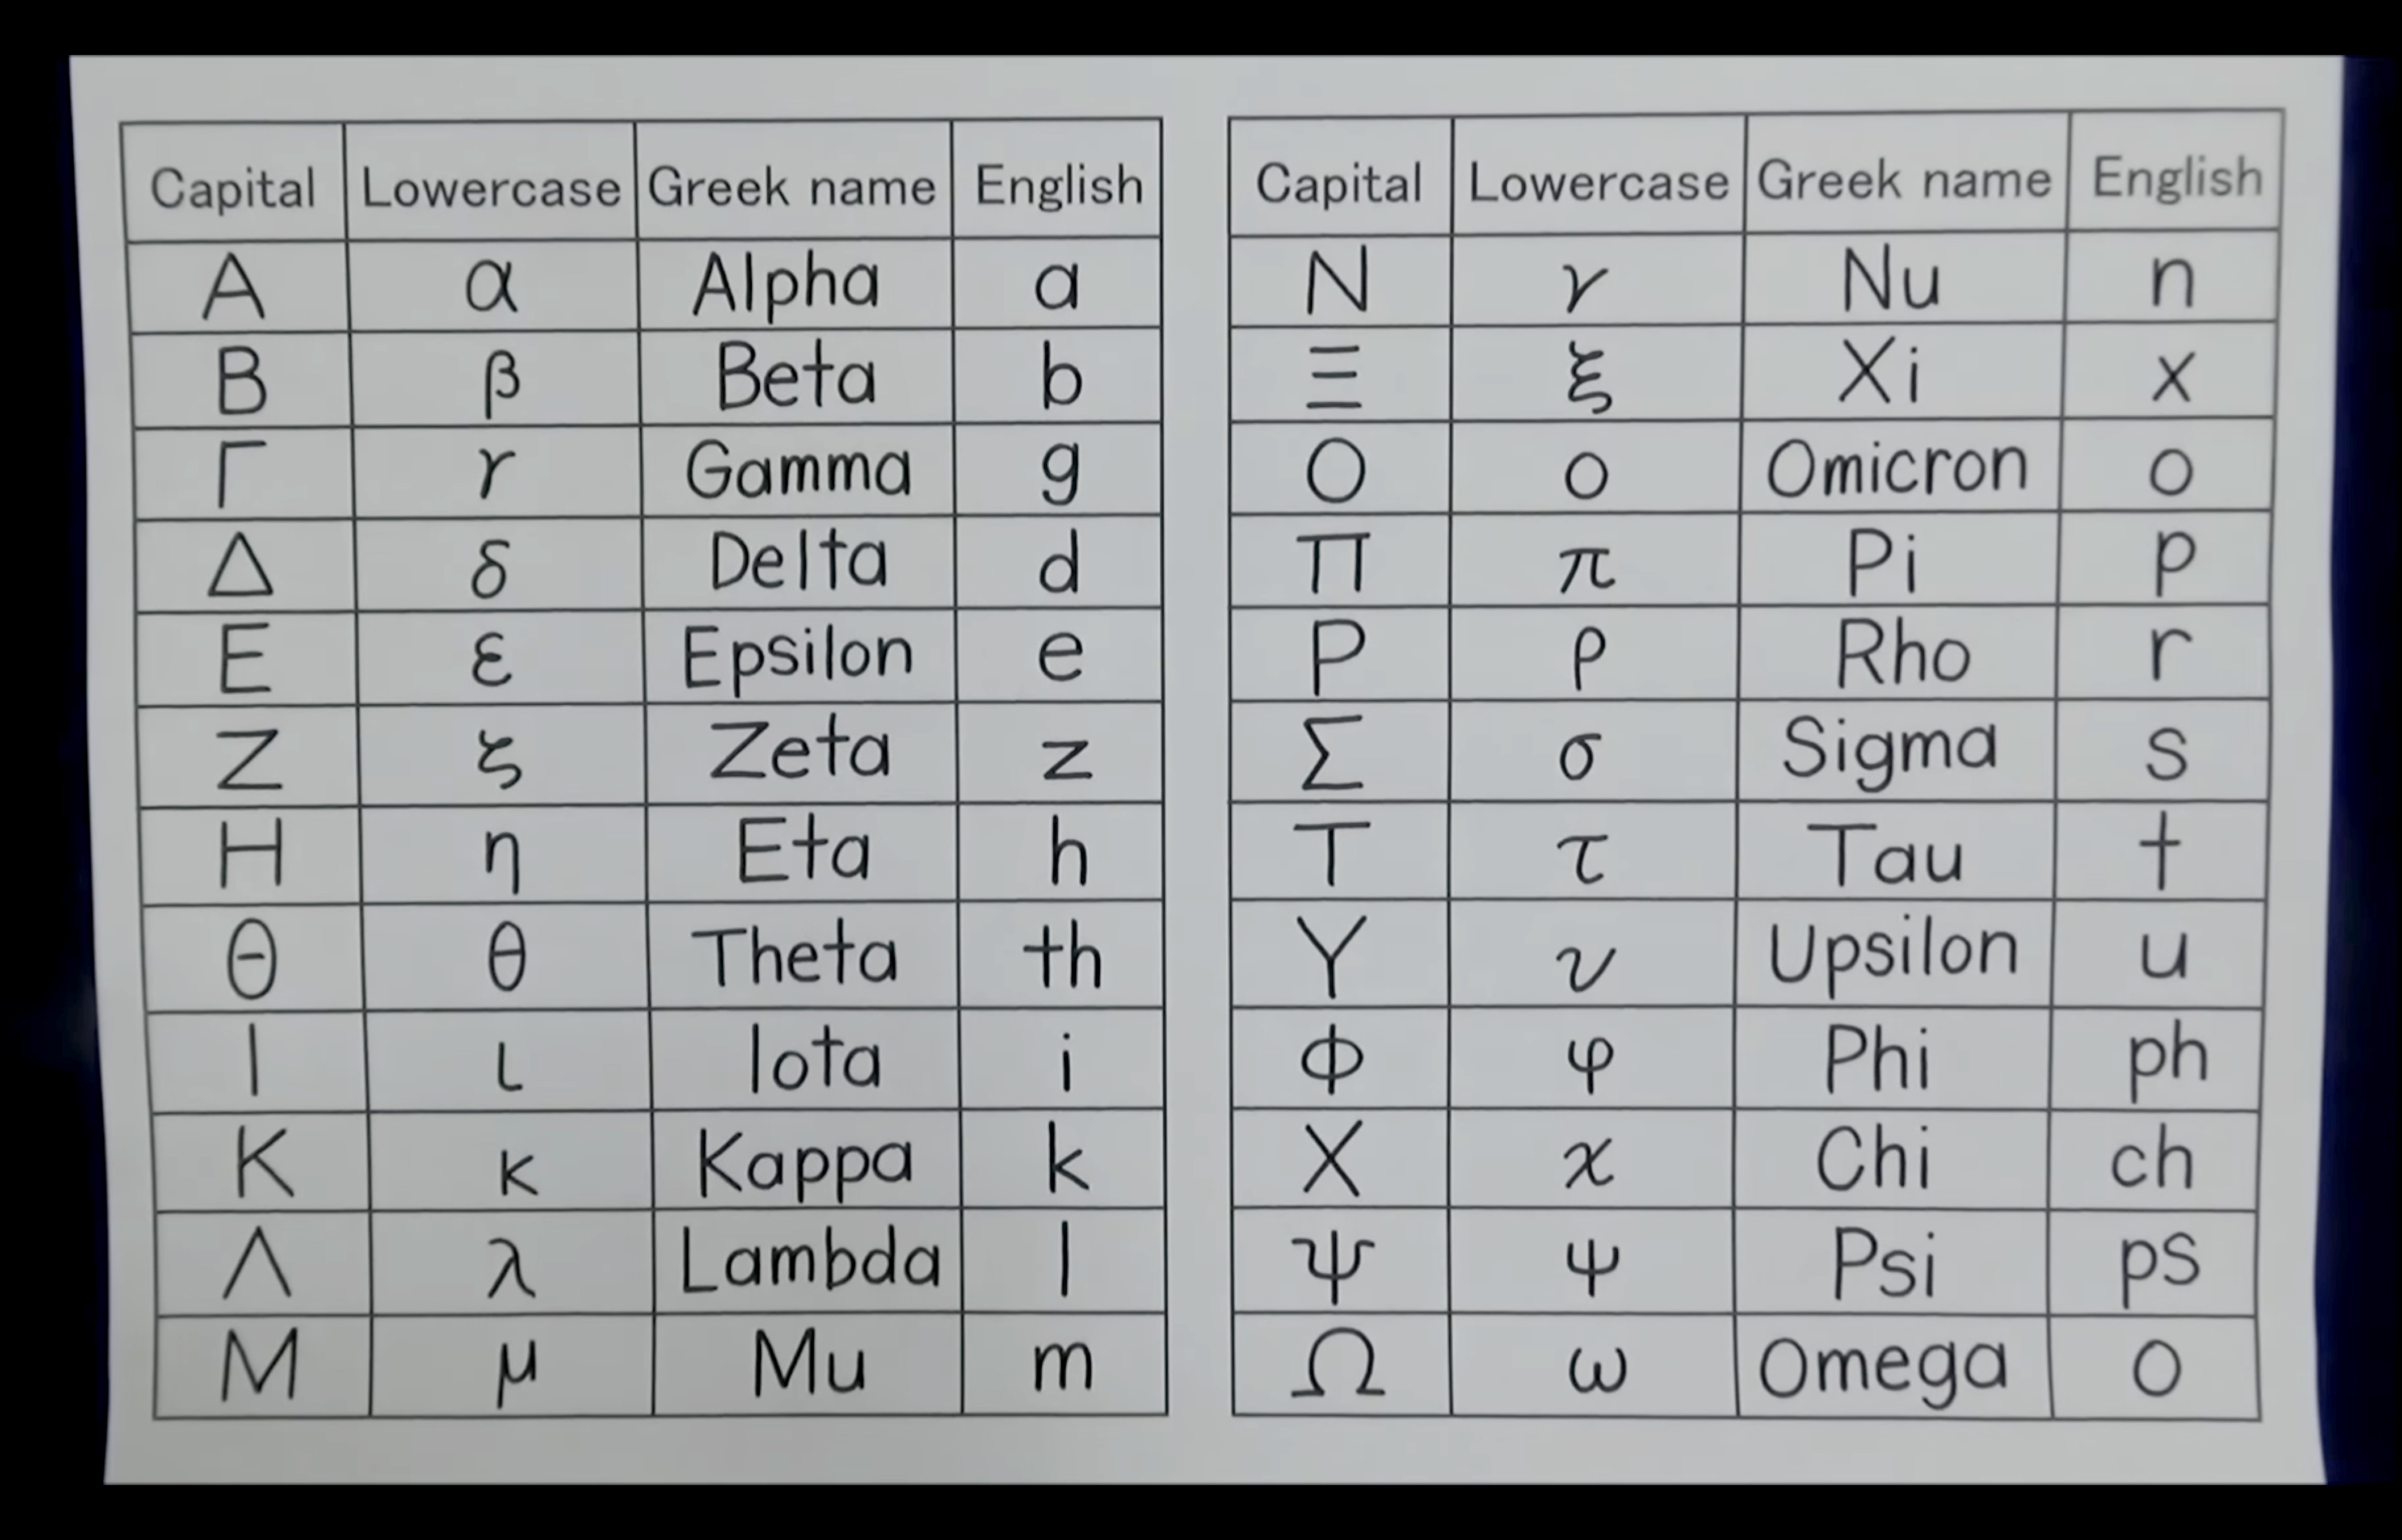 Capital Lowercase Greek name English
Α α Alpha a
Β β Beta b
Γ γ Gamma g
Δ δ Delta d
Ε ε Epsilon e
Ζ ζ Zeta z
Η η Eta h
Θ θ Theta th
Ι ι Iota i
Κ κ Kappa k
Λ λ Lambda l
Μ μ Mu m
Capital Lowercase Greek name English
Ν ν Nu n
Ξ ξ Xi x
Ο ο Omicron o
Π π Pi p
Ρ ρ Rho r
Σ σ Sigma s
Τ τ Tau t
Υ υ Upsilon u
Φ φ Phi ph
Χ χ Chi ch
Ψ ψ Psi ps
Ω ω Omega o